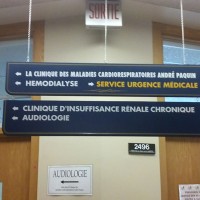 SORTIE
← LA CLINIQUE DES MALADIES CARDIORESPIRATOIRES ANDRÉ PAQUIN
← HEMODIALYSE → SERVICE URGENCE MÉDICALE
← CLINIQUE D'INSUFFISANCE RÉNALE CHRONIQUE
← AUDIOLOGIE
2496
AUDIOLOGIE
←